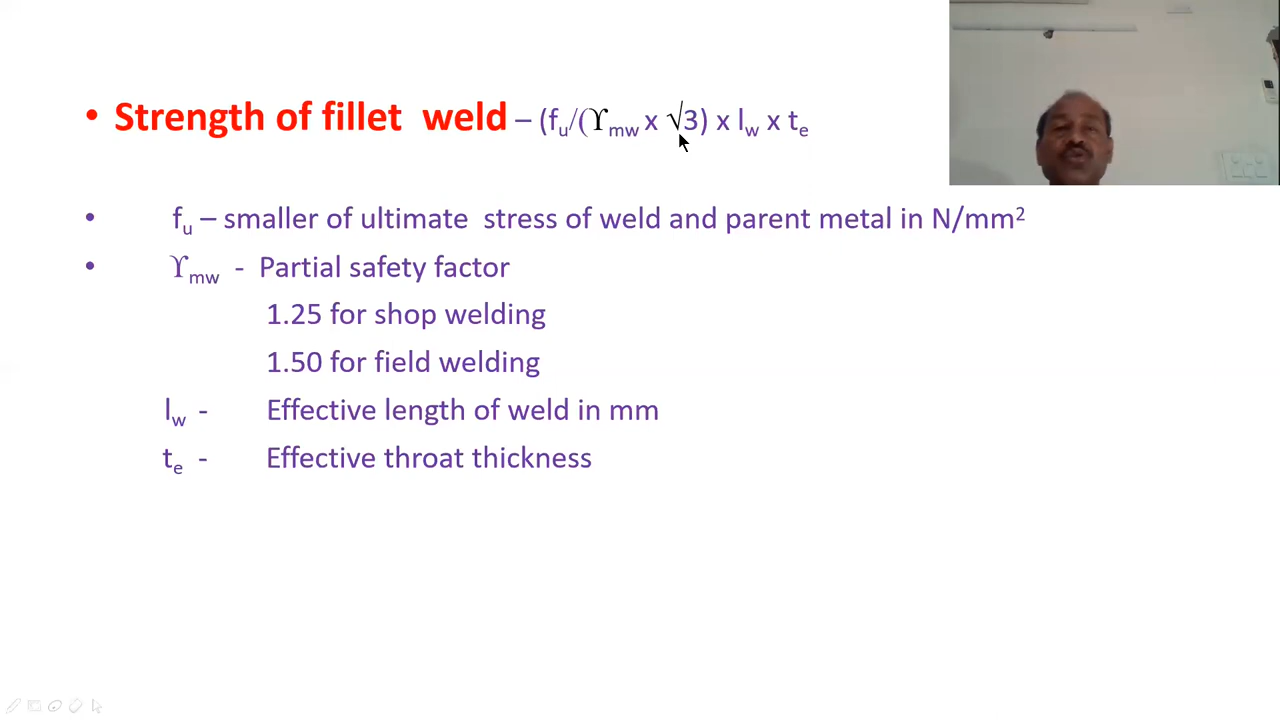 • Strength of fillet weld – (fᵤ/(ϒₘw x √3) x lw x tₑ
• fᵤ – smaller of ultimate stress of weld and parent metal in N/mm²
• ϒₘw - Partial safety factor
1.25 for shop welding
1.50 for field welding
lw - Effective length of weld in mm
tₑ - Effective throat thickness